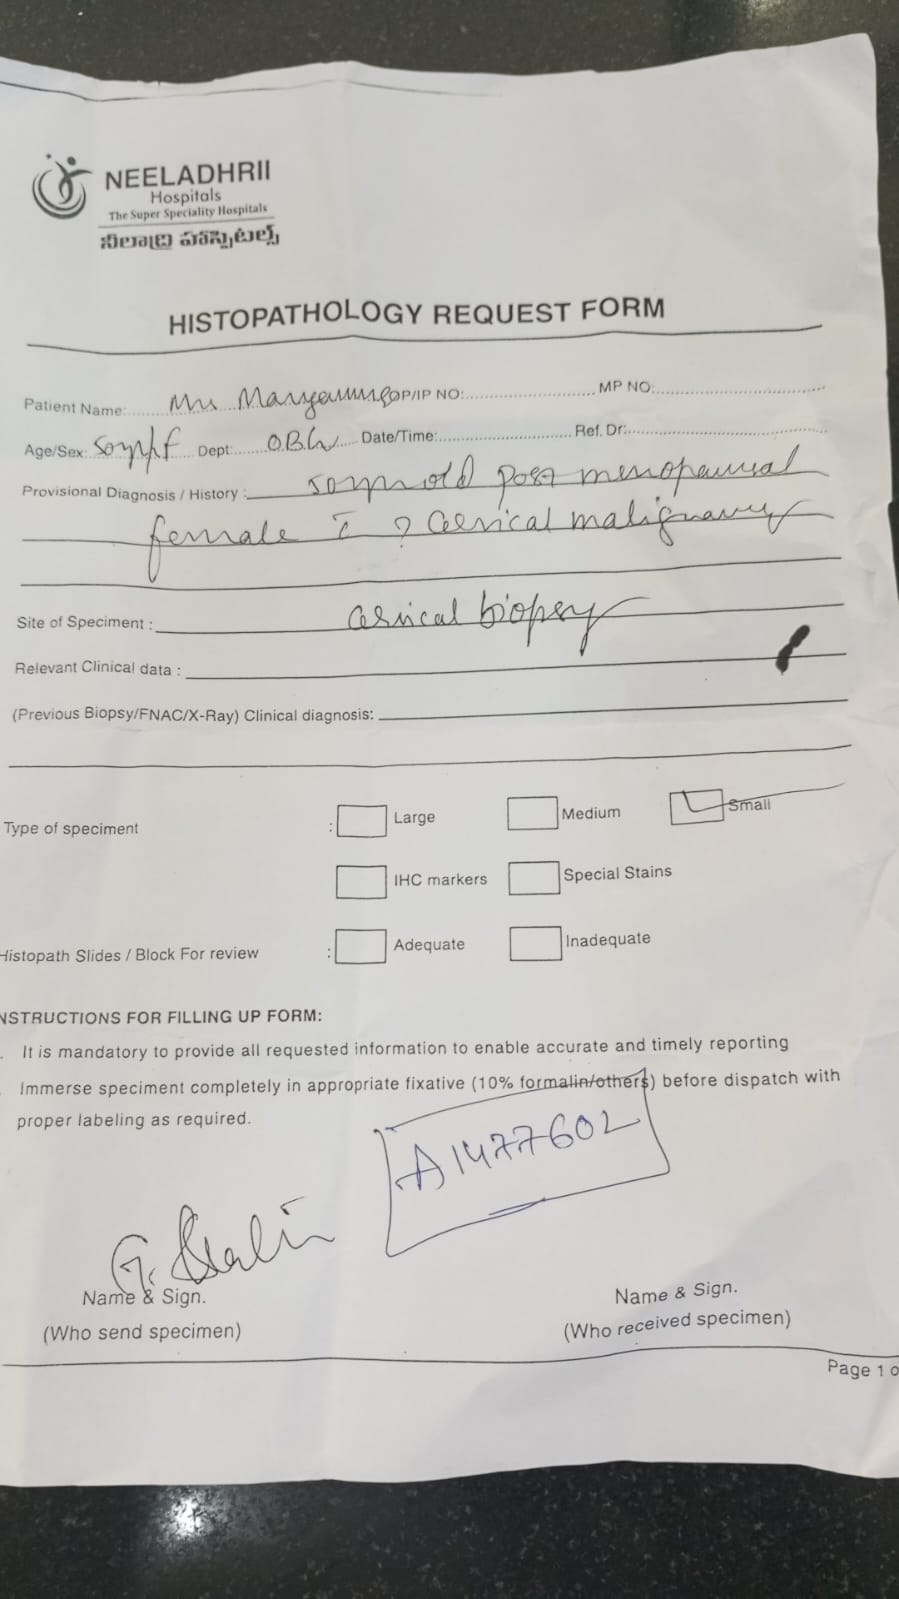 NEELADHRII
Hospitals
The Super Speciality Hospitals
నీలాద్రి హాస్పిటల్స్
HISTOPATHOLOGY REQUEST FORM
Patient Name: Mrs OP/IP NO: MP NO:
Age/Sex: 50yr/f Dept: OBG Date/Time: Ref. Dr:
Provisional Diagnosis / History : 50yr old post menopausal
female c̄ ? Cervical malignancy
Site of Speciment : Cervical biopsy
Relevant Clinical data :
(Previous Biopsy/FNAC/X-Ray) Clinical diagnosis:
Type of speciment : Large Medium Small
IHC markers Special Stains
Histopath Slides / Block For review : Adequate Inadequate
INSTRUCTIONS FOR FILLING UP FORM:
. It is mandatory to provide all requested information to enable accurate and timely reporting
. Immerse speciment completely in appropriate fixative (10% formalin/others) before dispatch with
proper labeling as required.
A1477602
G.
Name & Sign. Name & Sign.
(Who send specimen) (Who received specimen)
Page 1 o